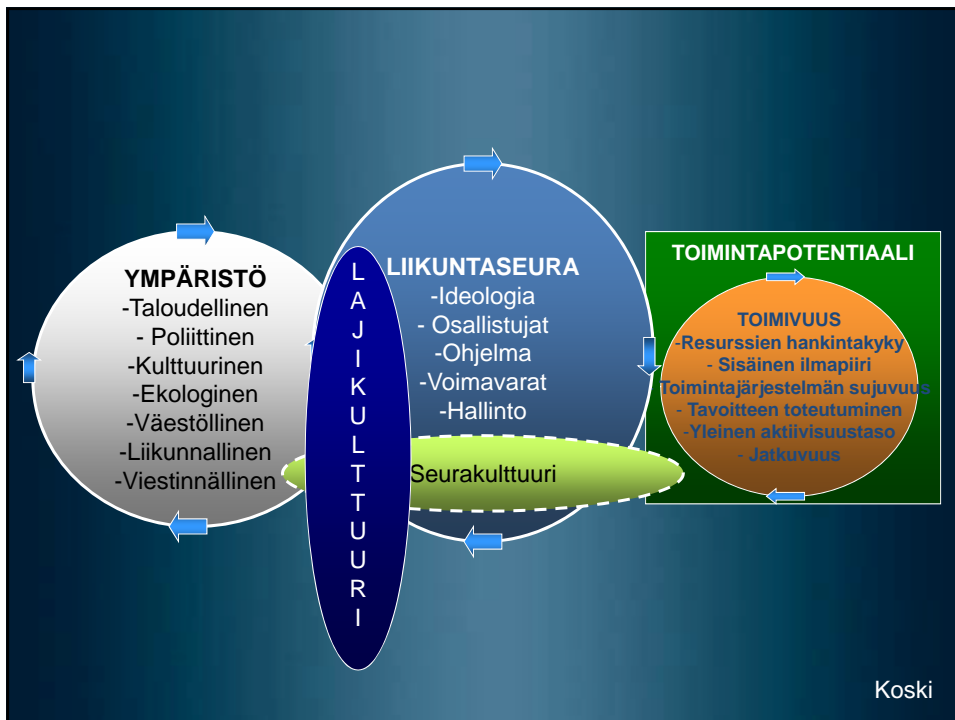 YMPÄRISTÖ
-Taloudellinen
- Poliittinen
-Kulttuurinen
-Ekologinen
-Väestöllinen
-Liikunnallinen
-Viestinnällinen
L
A
J
I
K
U
L
T
T
U
U
R
I
LIIKUNTASEURA
-Ideologia
- Osallistujat
-Ohjelma
-Voimavarat
-Hallinto
Seurakulttuuri
TOIMINTAPOTENTIAALI
TOIMIVUUS
-Resurssien hankintakyky
- Sisäinen ilmapiiri
Toimintajärjestelmän sujuvuus
- Tavoitteen toteutuminen
-Yleinen aktiivisuustaso
- Jatkuvuus
Koski